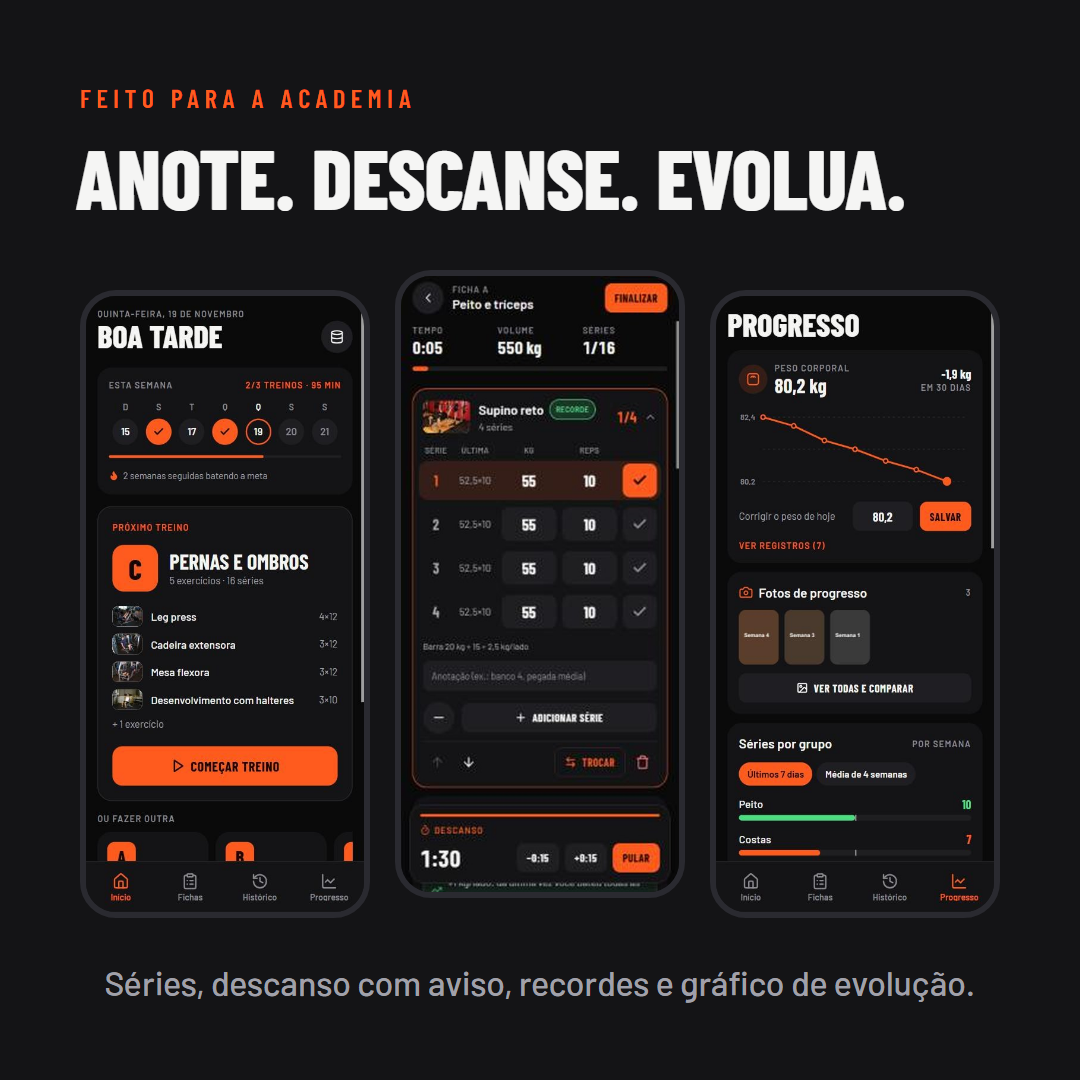 FEITO PARA A ACADEMIA
ANOTE. DESCANSE. EVOLUA.
QUINTA-FEIRA, 19 DE NOVEMBRO
BOA TARDE
ESTA SEMANA 2/3 TREINOS · 95 MIN
D S T Q Q S S
15 17 19 20 21
2 semanas seguidas batendo a meta
PRÓXIMO TREINO
C PERNAS E OMBROS
5 exercícios · 16 séries
Leg press 4×12
Cadeira extensora 3×12
Mesa flexora 3×12
Desenvolvimento com halteres 3×10
+ 1 exercício
COMEÇAR TREINO
OU FAZER OUTRA
A B
Início Fichas Histórico Progresso
FICHA A
Peito e tríceps
FINALIZAR
TEMPO VOLUME SÉRIES
0:05 550 kg 1/16
Supino reto RECORDE 1/4
4 séries
SÉRIE ÚLTIMA KG REPS
1 52,5×10 55 10
2 52,5×10 55 10
3 52,5×10 55 10
4 52,5×10 55 10
Barra 20 kg + 15 + 2,5 kg/lado
Anotação (ex.: banco 4, pegada média)
ADICIONAR SÉRIE
TROCAR
DESCANSO
1:30 -0:15 +0:15 PULAR
PROGRESSO
PESO CORPORAL
80,2 kg
-1,9 kg
EM 30 DIAS
82,4
80,2
Corrigir o peso de hoje 80,2 SALVAR
VER REGISTROS (7)
Fotos de progresso 3
Semana 4 Semana 3 Semana 1
VER TODAS E COMPARAR
Séries por grupo POR SEMANA
Últimos 7 dias Média de 4 semanas
Peito 10
Costas 7
Início Fichas Histórico Progresso
Séries, descanso com aviso, recordes e gráfico de evolução.